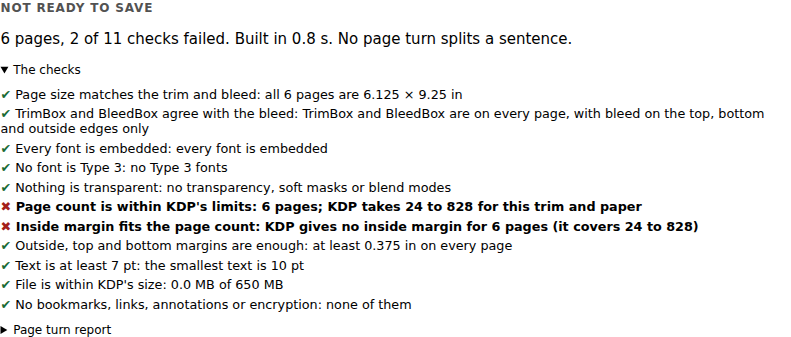 NOT READY TO SAVE
6 pages, 2 of 11 checks failed. Built in 0.8 s. No page turn splits a sentence.
▼ The checks
✔ Page size matches the trim and bleed: all 6 pages are 6.125 × 9.25 in
✔ TrimBox and BleedBox agree with the bleed: TrimBox and BleedBox are on every page, with bleed on the top, bottom
and outside edges only
✔ Every font is embedded: every font is embedded
✔ No font is Type 3: no Type 3 fonts
✔ Nothing is transparent: no transparency, soft masks or blend modes
✖ Page count is within KDP's limits: 6 pages; KDP takes 24 to 828 for this trim and paper
✖ Inside margin fits the page count: KDP gives no inside margin for 6 pages (it covers 24 to 828)
✔ Outside, top and bottom margins are enough: at least 0.375 in on every page
✔ Text is at least 7 pt: the smallest text is 10 pt
✔ File is within KDP's size: 0.0 MB of 650 MB
✔ No bookmarks, links, annotations or encryption: none of them
▶ Page turn report